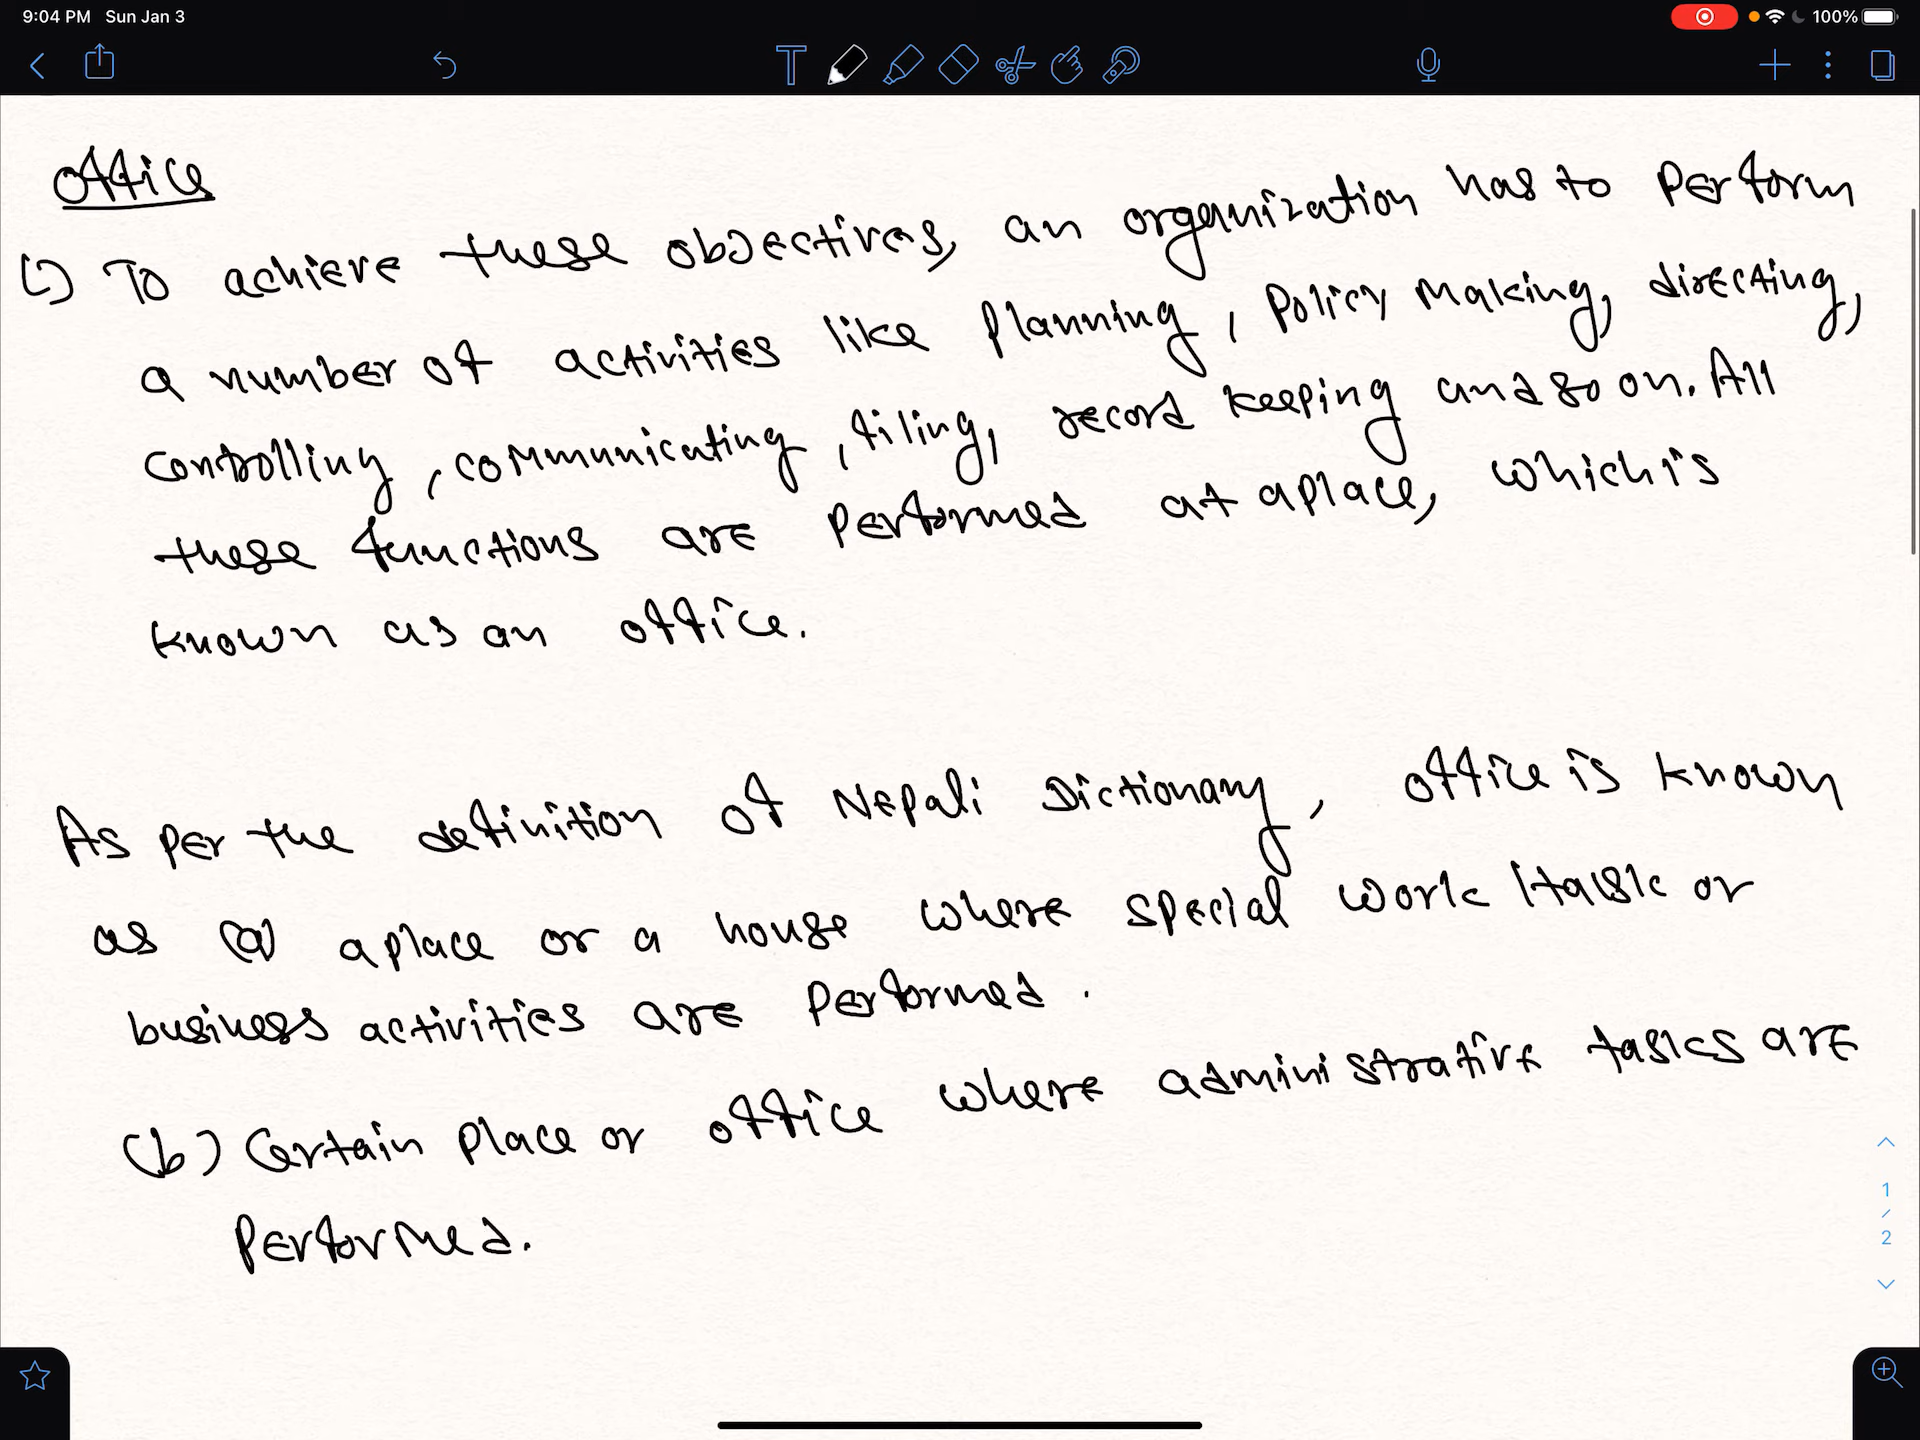 9:04 PM Sun Jan 3
100%
office
(i) To achieve these objectives, an organization has to perform
a number of activities like planning, policy making, directing,
controlling, communicating, filing, record keeping and so on. All
these functions are performed at a place, which is
known as an office.
As per the definition of Nepali Dictionary, office is known
as (a) a place or a house where special work/task or
business activities are performed.
(b) Certain place or office where administrative tasks are
performed.
1
/
2